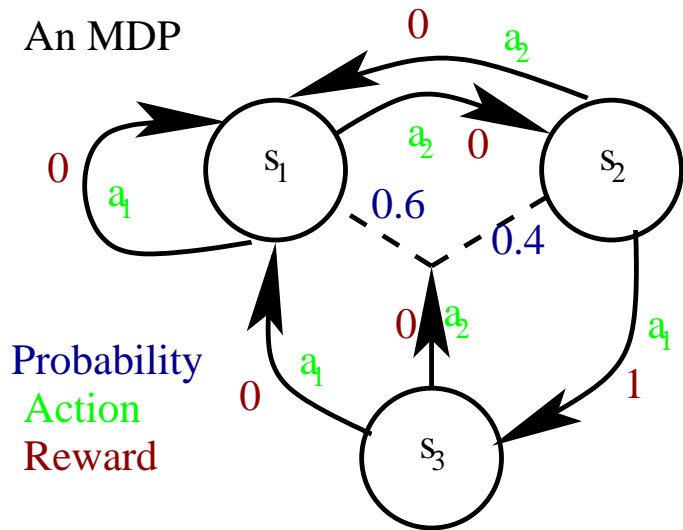 An MDP
0
a₂
0
a₁
s₁
a₂
0
s₂
0.6
0.4
0
a₂
a₁
0
a₁
1
Probability
Action
Reward
s₃